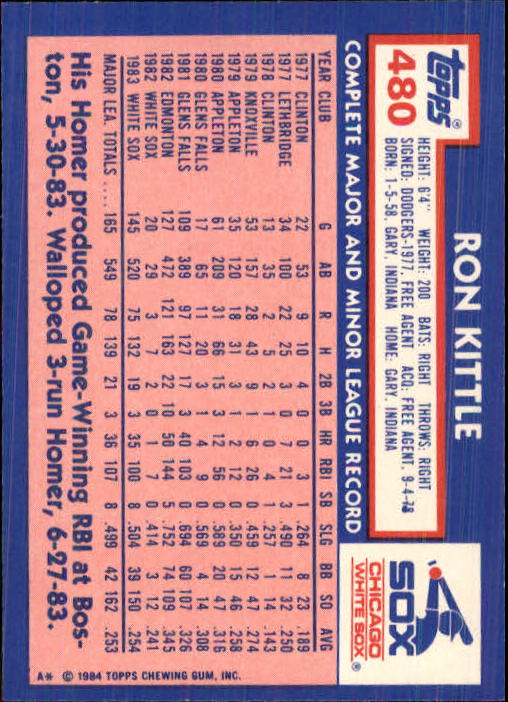 topps®
480
RON KITTLE
HEIGHT: 6'4" WEIGHT: 200 BATS: RIGHT THROWS: RIGHT
SIGNED: DODGERS-1977, FREE AGENT ACQ: FREE AGENT, 9-4-78
BORN: 1-5-58, GARY, INDIANA HOME: GARY, INDIANA
SOX
CHICAGO
WHITE SOX®
COMPLETE MAJOR AND MINOR LEAGUE RECORD
YEAR CLUB G AB R H 2B 3B HR RBI SB SLG BB SO AVG
1977 CLINTON 22 53 9 10 4 0 0 3 1 .264 8 23 .189
1977 LETHBRIDGE 34 100 22 25 3 0 7 21 3 .490 11 32 .250
1978 CLINTON 13 35 2 5 2 1 0 4 1 .257 1 14 .143
1979 KNOXVILLE 53 157 28 43 9 1 6 26 0 .459 12 47 .274
1979 APPLETON 35 120 18 31 4 1 2 12 0 .350 15 46 .258
1980 APPLETON 61 209 31 66 15 3 12 56 0 .589 20 47 .316
1980 GLENS FALLS 17 65 11 20 3 1 4 9 0 .569 4 14 .308
1981 GLENS FALLS 109 389 97 127 17 3 40 103 0 .694 60 107 .326
1982 EDMONTON 127 472 121 163 22 10 50 144 5 .752 74 109 .345
1982 WHITE SOX 20 29 3 7 2 0 1 7 0 .414 3 12 .241
1983 WHITE SOX 145 520 75 132 19 3 35 100 8 .504 39 150 .254
MAJOR LEA. TOTALS .... 165 549 78 139 21 3 36 107 8 .499 42 162 .253
His Homer produced Game-Winning RBI at Bos-
ton, 5-30-83. Walloped 3-run Homer, 6-27-83.
A* © 1984 TOPPS CHEWING GUM, INC.